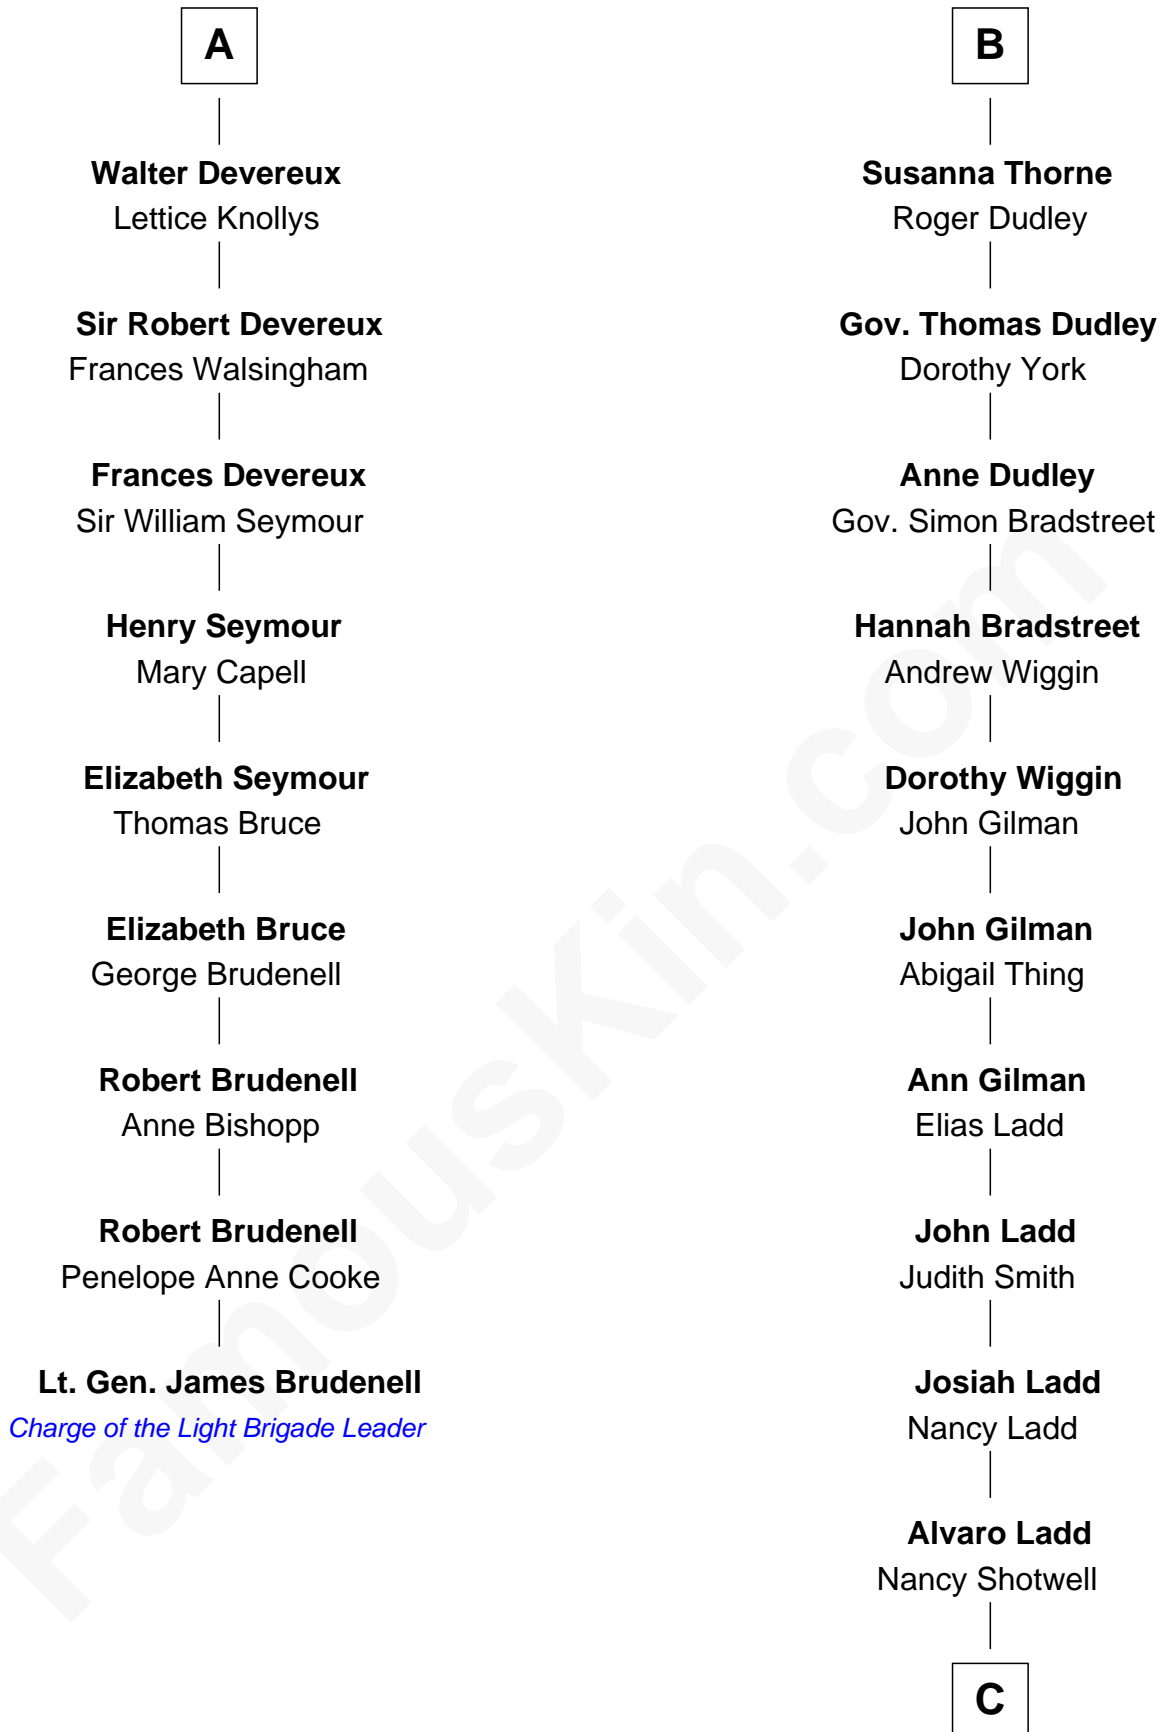 A
Walter Devereux
Lettice Knollys
Sir Robert Devereux
Frances Walsingham
Frances Devereux
Sir William Seymour
Henry Seymour
Mary Capell
Elizabeth Seymour
Thomas Bruce
Elizabeth Bruce
George Brudenell
Robert Brudenell
Anne Bishopp
Robert Brudenell
Penelope Anne Cooke
Lt. Gen. James Brudenell
Charge of the Light Brigade Leader
B
Susanna Thorne
Roger Dudley
Gov. Thomas Dudley
Dorothy York
Anne Dudley
Gov. Simon Bradstreet
Hannah Bradstreet
Andrew Wiggin
Dorothy Wiggin
John Gilman
John Gilman
Abigail Thing
Ann Gilman
Elias Ladd
John Ladd
Judith Smith
Josiah Ladd
Nancy Ladd
Alvaro Ladd
Nancy Shotwell
C
FamousKin.com